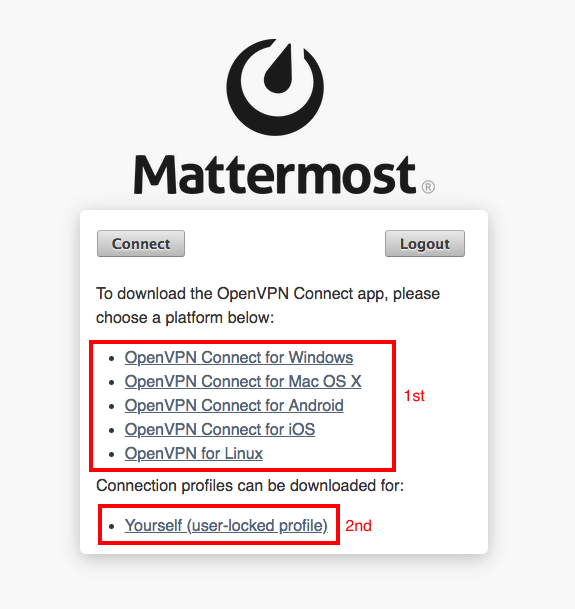 Mattermost®
Connect
Logout
To download the OpenVPN Connect app, please
choose a platform below:
• OpenVPN Connect for Windows
• OpenVPN Connect for Mac OS X
• OpenVPN Connect for Android
• OpenVPN Connect for iOS
• OpenVPN for Linux
1st
Connection profiles can be downloaded for:
• Yourself (user-locked profile)
2nd